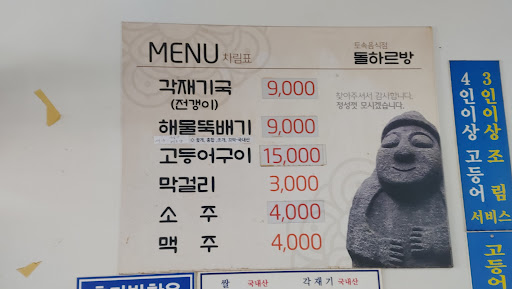 MENU 차림표
토속음식점
돌하르방
각재기국 9,000
(전갱이)
찾아주셔서 감사합니다.
정성껏 모시겠습니다.
해물뚝배기 9,000
고등어구이 15,000
막걸리 3,000
소 주 4,000
맥 주 4,000
3인이상 조림
4인이상 고등어
서비스
고등어
쌀 국내산 각재기 국내산